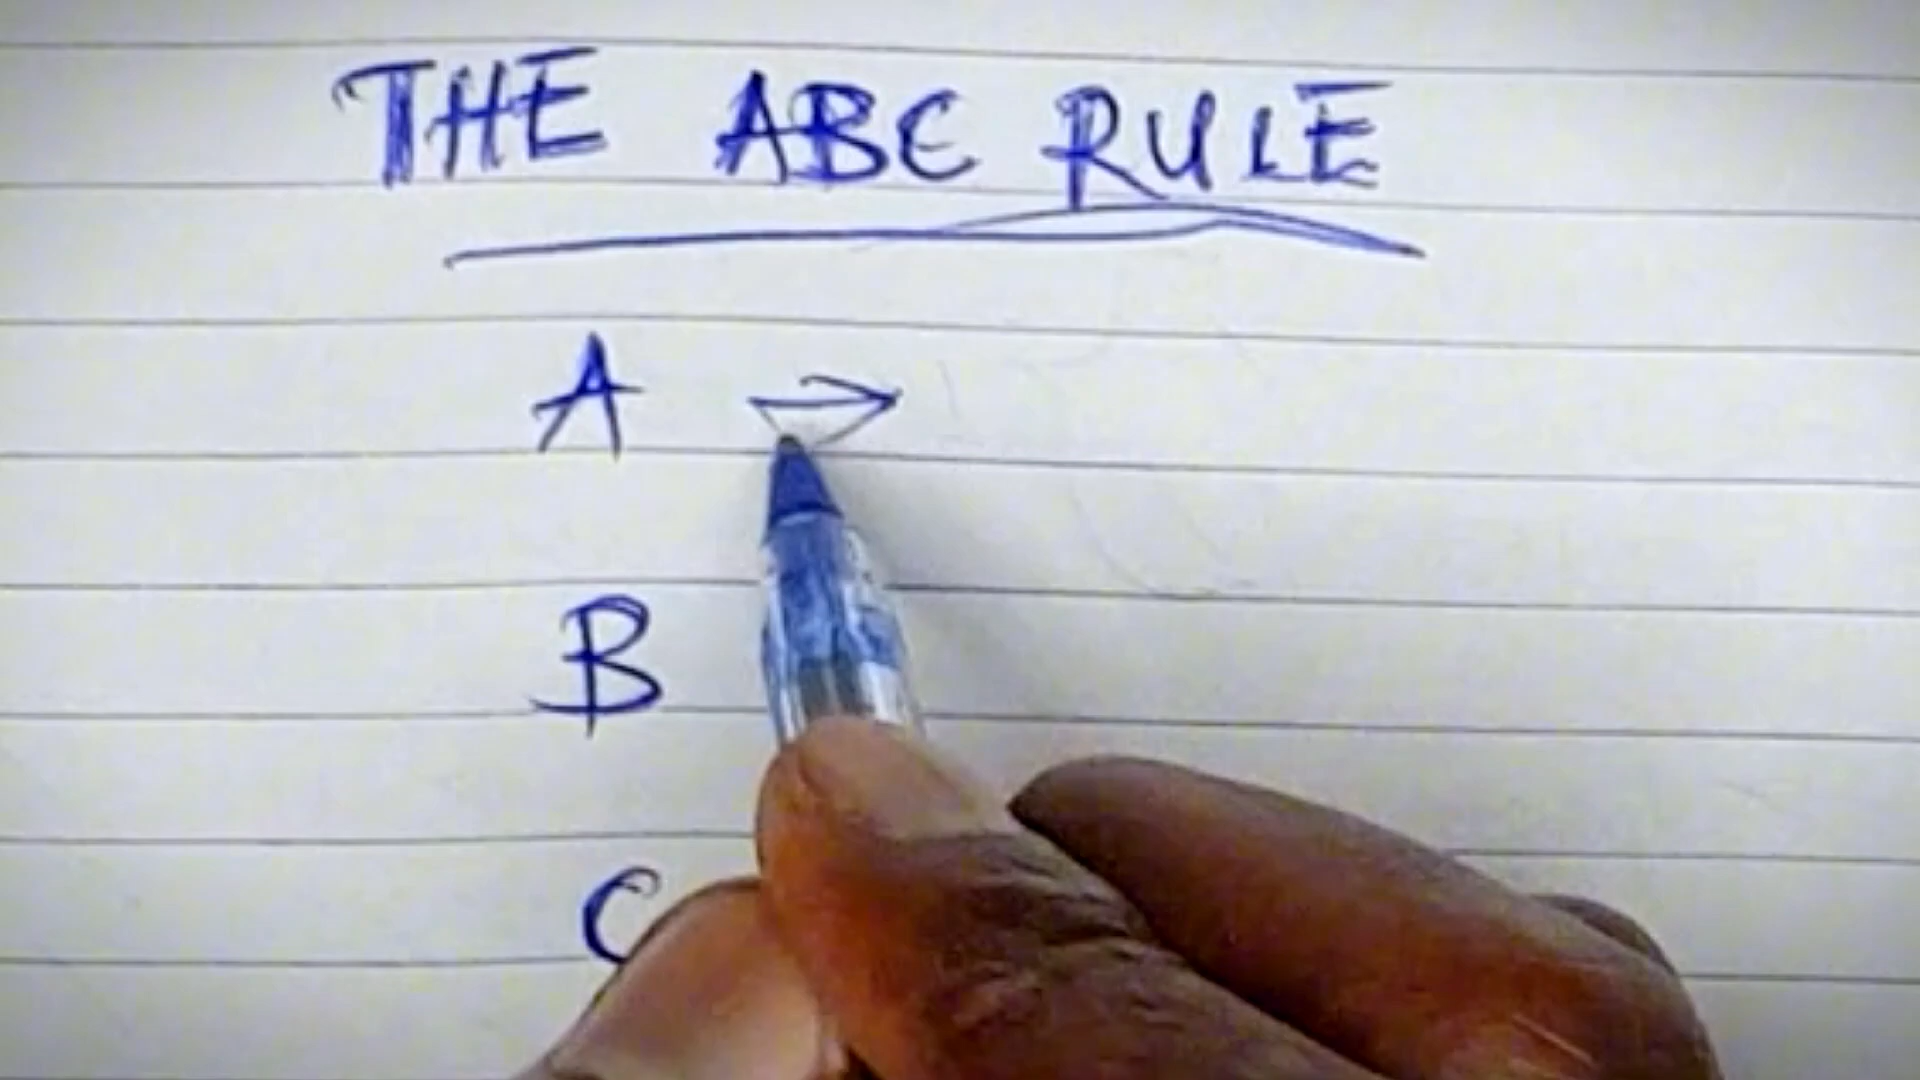 THE ABC RULE
A →
B
C